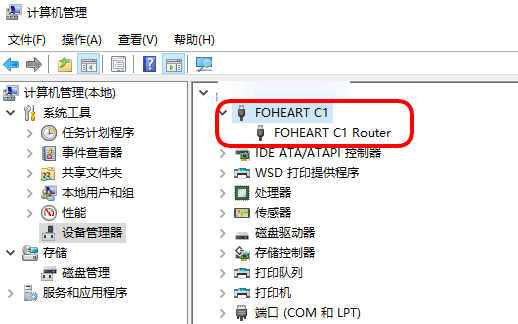 计算机管理
文件(F) 操作(A) 查看(V) 帮助(H)
计算机管理(本地)
系统工具
任务计划程序
事件查看器
共享文件夹
本地用户和组
性能
设备管理器
存储
磁盘管理
服务和应用程序
FOHEART C1
FOHEART C1 Router
IDE ATA/ATAPI 控制器
WSD 打印提供程序
处理器
传感器
磁盘驱动器
存储控制器
打印队列
打印机
端口 (COM 和 LPT)